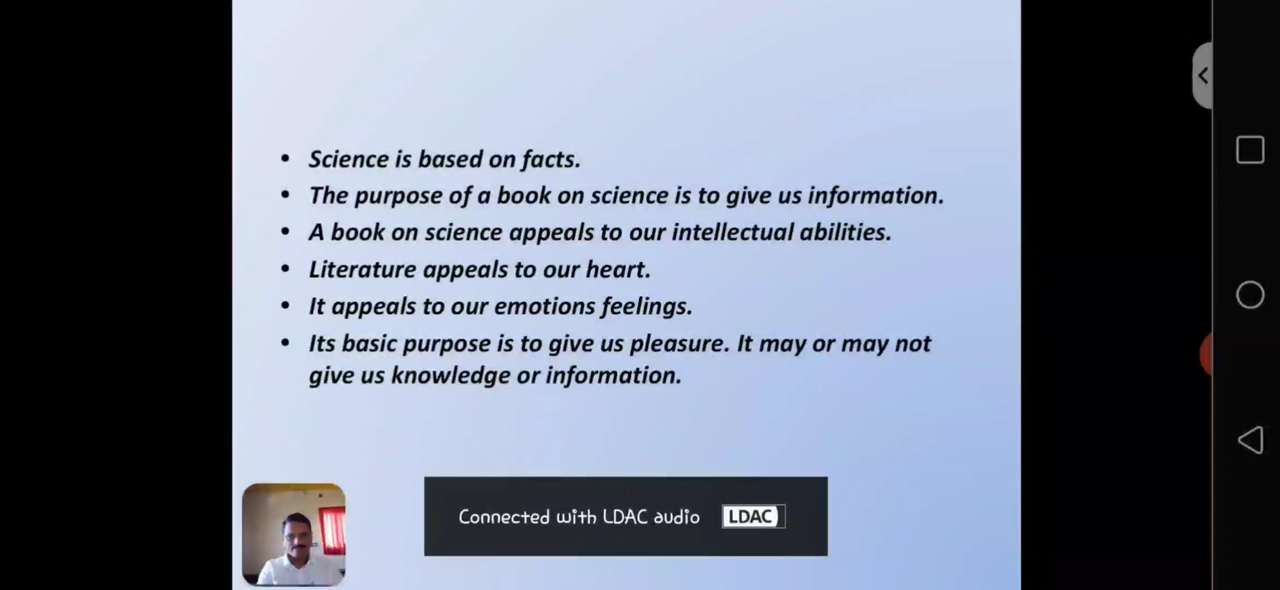 • Science is based on facts.
• The purpose of a book on science is to give us information.
• A book on science appeals to our intellectual abilities.
• Literature appeals to our heart.
• It appeals to our emotions feelings.
• Its basic purpose is to give us pleasure. It may or may not
give us knowledge or information.
Connected with LDAC audio LDAC